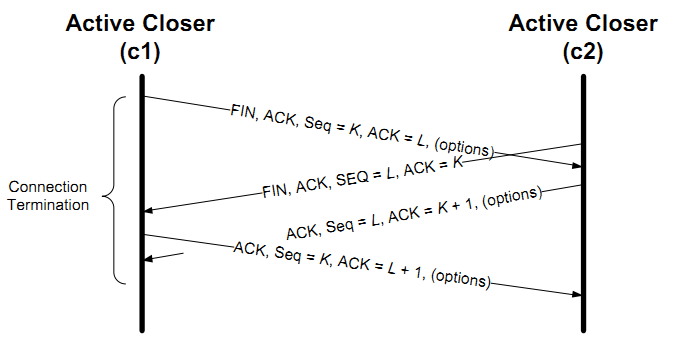 Active Closer
(c1)
Active Closer
(c2)
FIN, ACK, Seq = K, ACK = L, (options)
FIN, ACK, SEQ = L, ACK = K
Connection
Termination
ACK, Seq = L, ACK = K + 1, (options)
ACK, Seq = K, ACK = L + 1, (options)